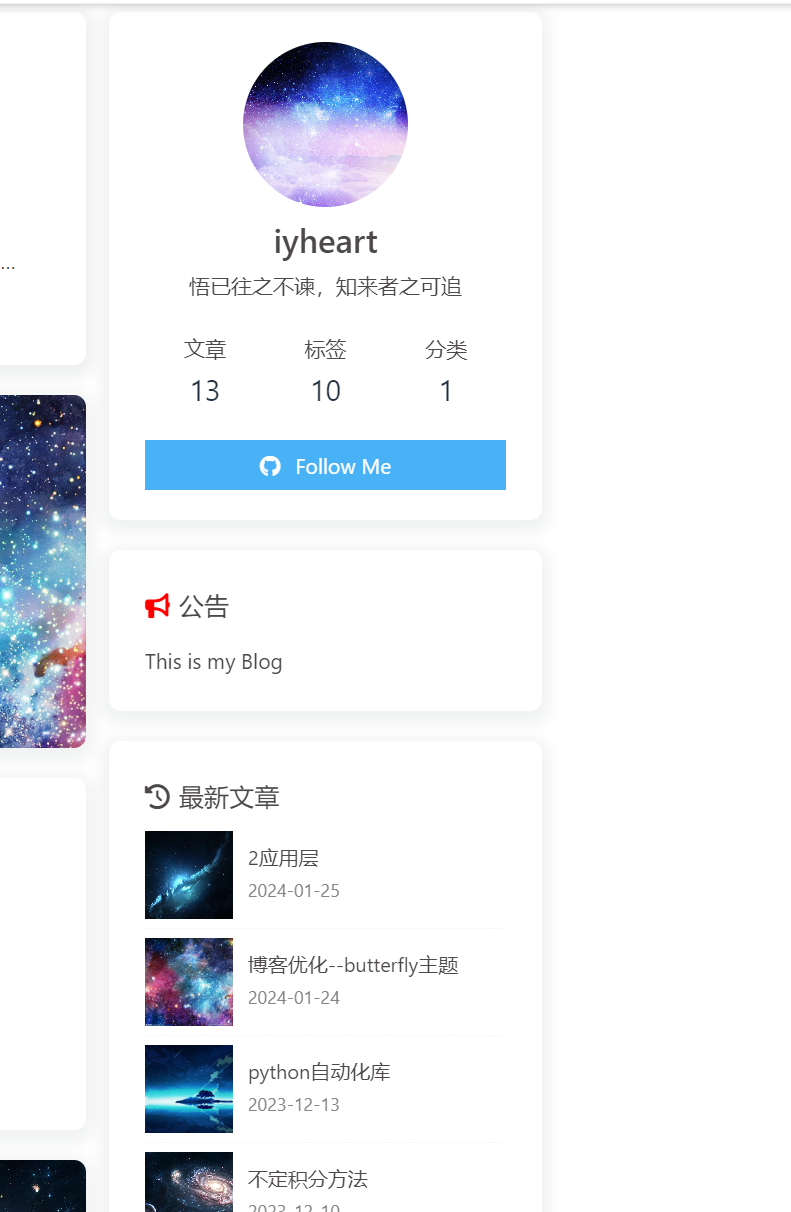 ...
iyheart
悟已往之不谏，知来者之可追
文章 标签 分类
13 10 1
Follow Me
公告
This is my Blog
最新文章
2应用层
2024-01-25
博客优化--butterfly主题
2024-01-24
python自动化库
2023-12-13
不定积分方法
2023-12-10